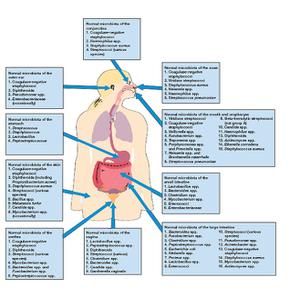 Normal microbiota of the
conjunctiva
1. Coagulase-negative
staphylococci
2. Haemophilus spp.
3. Staphylococcus aureus
4. Streptococcus spp.
Normal microbiota of the
outer ear
1. Coagulase-negative
staphylococci
2. Diphtheroids
3. Pseudomonas spp.
4. Enterobacteriaceae
(occasionally)
Normal microbiota of the nose
1. Coagulase-negative
staphylococci
2. Viridans streptococci
3. Staphylococcus aureus
4. Neisseria spp.
5. Haemophilus spp.
6. Streptococcus pneumoniae
Normal microbiota of the
stomach
1. Streptococcus
2. Staphylococcus
3. Lactobacillus
4. Peptostreptococcus
Normal microbiota of the mouth and oropharynx
1. Viridans streptococci
2. Coagulase-negative
staphylococci
3. Veillonella spp.
4. Fusobacterium spp.
5. Treponema spp.
6. Porphyromonas spp.
and Prevotella spp.
7. Neisseria spp. and
8. Streptococcus pneumoniae
9. Beta-hemolytic streptococci
(not group A)
10. Candida spp.
11. Haemophilus spp.
12. Diphtheroids
13. Actinomyces spp.
14. Eikenella corrodens
15. Staphylococcus aureus
Normal microbiota of the skin
1. Coagulase-negative
staphylococci
2. Diphtheroids (including
Propionibacterium acnes)
3. Staphylococcus aureus
4. Streptococci (various
species)
5. Bacillus spp.
6. Malassezia furfur
7. Candida spp.
8. Mycobacterium spp.
(occasionally)
Normal microbiota of the
small intestine
1. Lactobacillus spp.
2. Bacteroides spp.
3. Clostridium spp.
4. Mycobacterium spp.
5. Enterococci
6. Enterobacteriaceae
Normal microbiota of the
urethra
1. Coagulase-negative
staphylococci
2. Diphtheroids
3. Streptococci (various
species)
4. Mycobacterium spp.
5. Bacteroides spp. and
Fusobacterium spp.
6. Peptostreptococcus spp.
Normal microbiota of the
vagina
1. Lactobacillus spp.
2. Peptostreptococcus spp.
3. Diphtheroids
4. Streptococci (various
species)
5. Clostridium spp.
6. Bacteroides spp.
7. Candida spp.
8. Gardnerella vaginalis
Normal microbiota of the large intestine
1. Bacteroides spp.
2. Fusobacterium spp.
3. Clostridium spp.
4. Peptostreptococcus spp.
5. Escherichia coli
6. Klebsiella spp.
7. Proteus spp.
8. Lactobacillus spp.
9. Enterococci
10. Streptococci (various
species)
11. Pseudomonas spp.
12. Acinetobacter spp.
13. Coagulase-negative
staphylococci
14. Staphylococcus aureus
15. Mycobacterium spp.
16. Actinomyces spp.